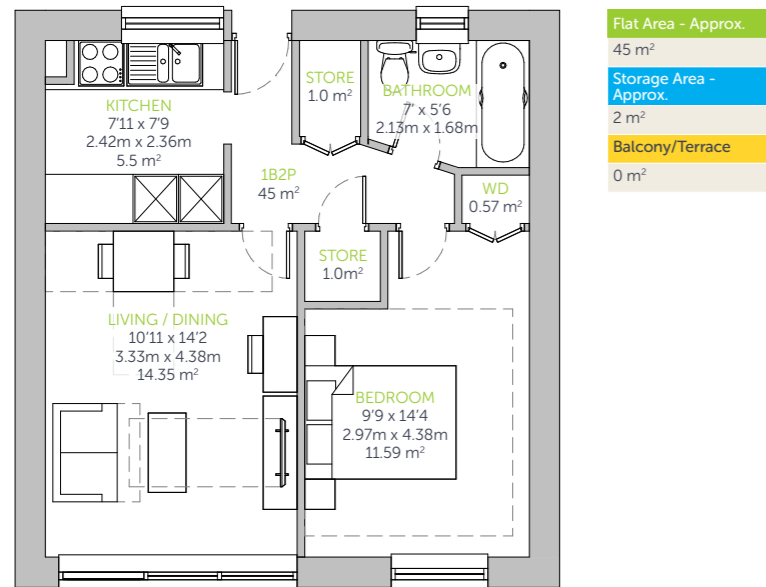 KITCHEN
7'11 x 7'9
2.42m x 2.36m
5.5 m²
STORE
1.0 m²
BATHROOM
7' x 5'6
2.13m x 1.68m
1B2P
45 m²
WD
0.57 m²
STORE
1.0m²
LIVING / DINING
10'11 x 14'2
3.33m x 4.38m
14.35 m²
BEDROOM
9'9 x 14'4
2.97m x 4.38m
11.59 m²
Flat Area - Approx.
45 m²
Storage Area -
Approx.
2 m²
Balcony/Terrace
0 m²